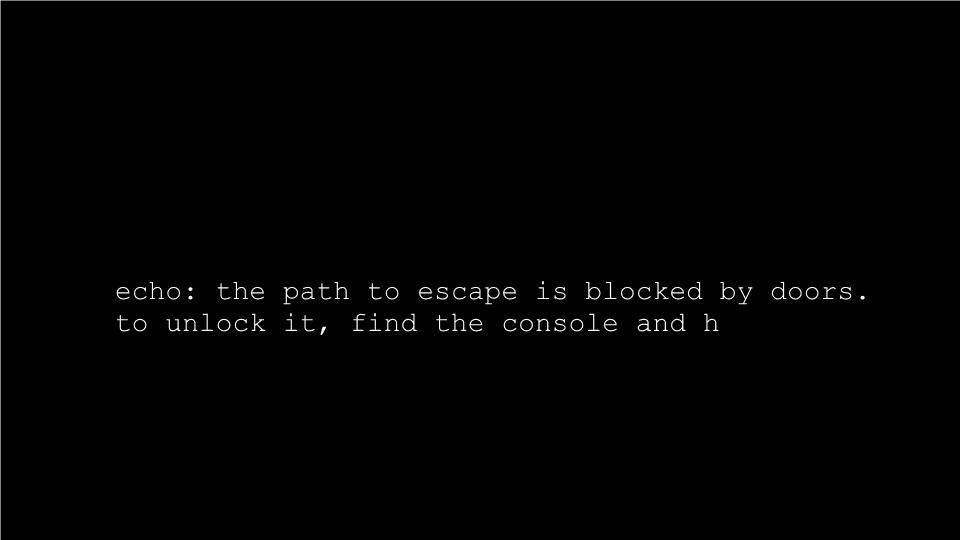 echo: the path to escape is blocked by doors.
to unlock it, find the console and h